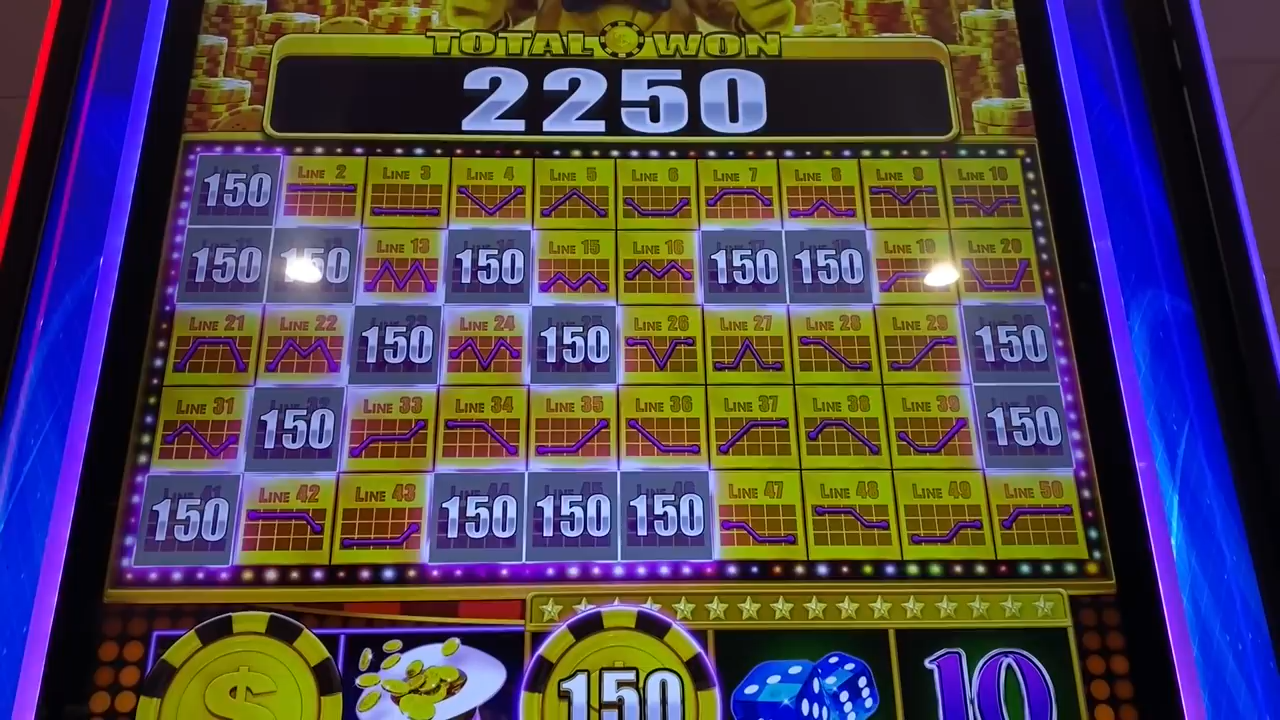 TOTAL WON
2250
150 LINE 2 LINE 3 LINE 4 LINE 5 LINE 6 LINE 7 LINE 8 LINE 9 LINE 10
150 150 LINE 13 150 LINE 15 LINE 16 150 150 LINE 19 LINE 20
LINE 21 LINE 22 150 LINE 24 150 LINE 26 LINE 27 LINE 28 LINE 29 150
LINE 31 150 LINE 33 LINE 34 LINE 35 LINE 36 LINE 37 LINE 38 LINE 39 150
150 LINE 42 LINE 43 150 150 150 LINE 47 LINE 48 LINE 49 LINE 50
$ 150 10